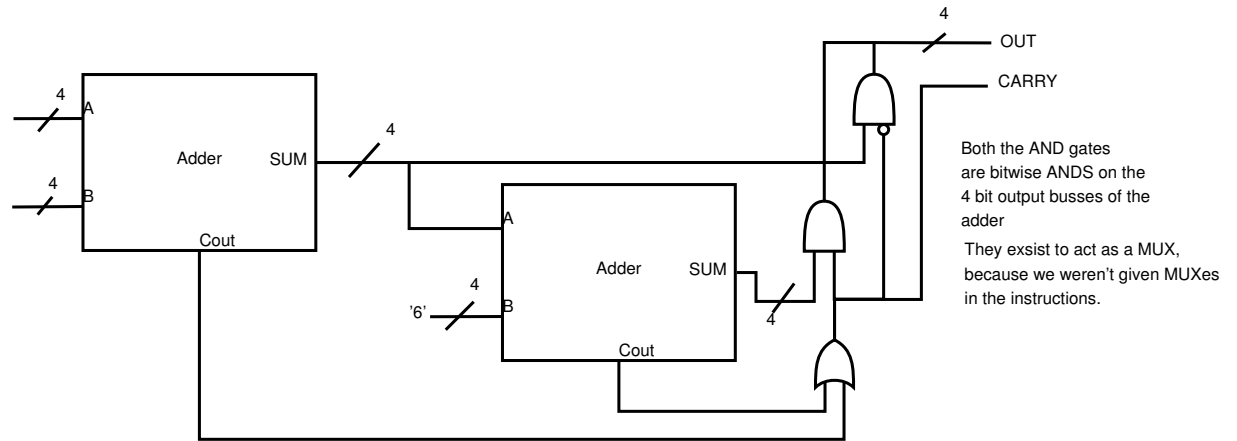 4
OUT
CARRY
4
A
4
Adder
SUM
4
B
Cout
Both the AND gates
are bitwise ANDS on the
4 bit output busses of the
adder
They exsist to act as a MUX,
because we weren't given MUXes
in the instructions.
A
Adder
SUM
4
'6'
B
4
Cout